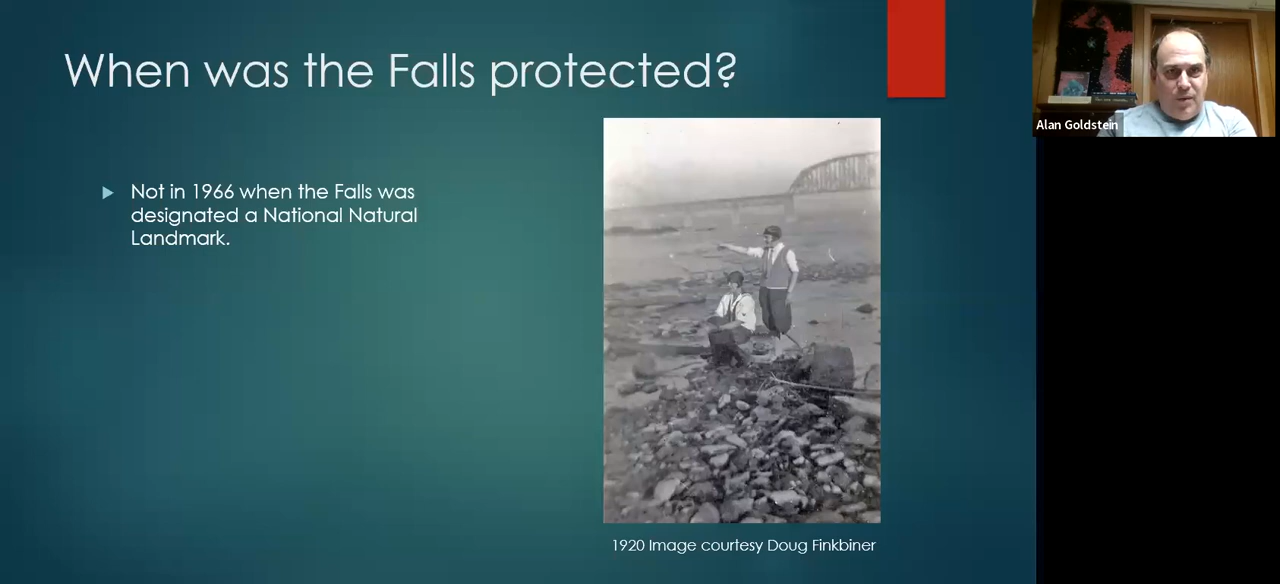 When was the Falls protected?
Not in 1966 when the Falls was
designated a National Natural
Landmark.
1920 Image courtesy Doug Finkbiner
Alan Goldstein